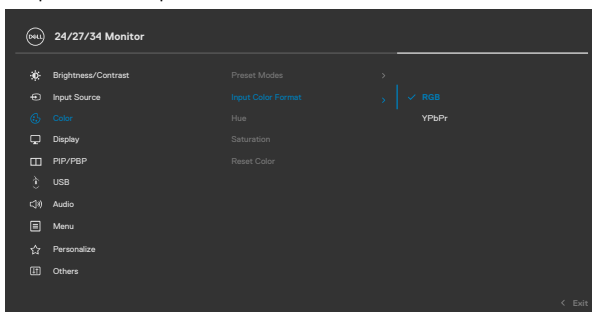 DELL 24/27/34 Monitor
Brightness/Contrast Preset Modes >
Input Source Input Color Format > ✓ RGB
Color Hue YPbPr
Display Saturation
PIP/PBP Reset Color
USB
Audio
Menu
Personalize
Others
< Exit